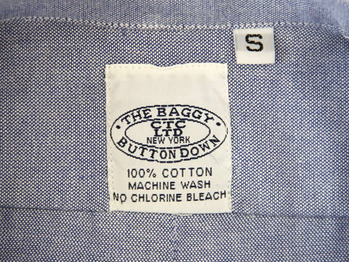 S
• THE BAGGY •
CTC
LTD
NEW YORK
BUTTON DOWN
100% COTTON
MACHINE WASH
NO CHLORINE BLEACH